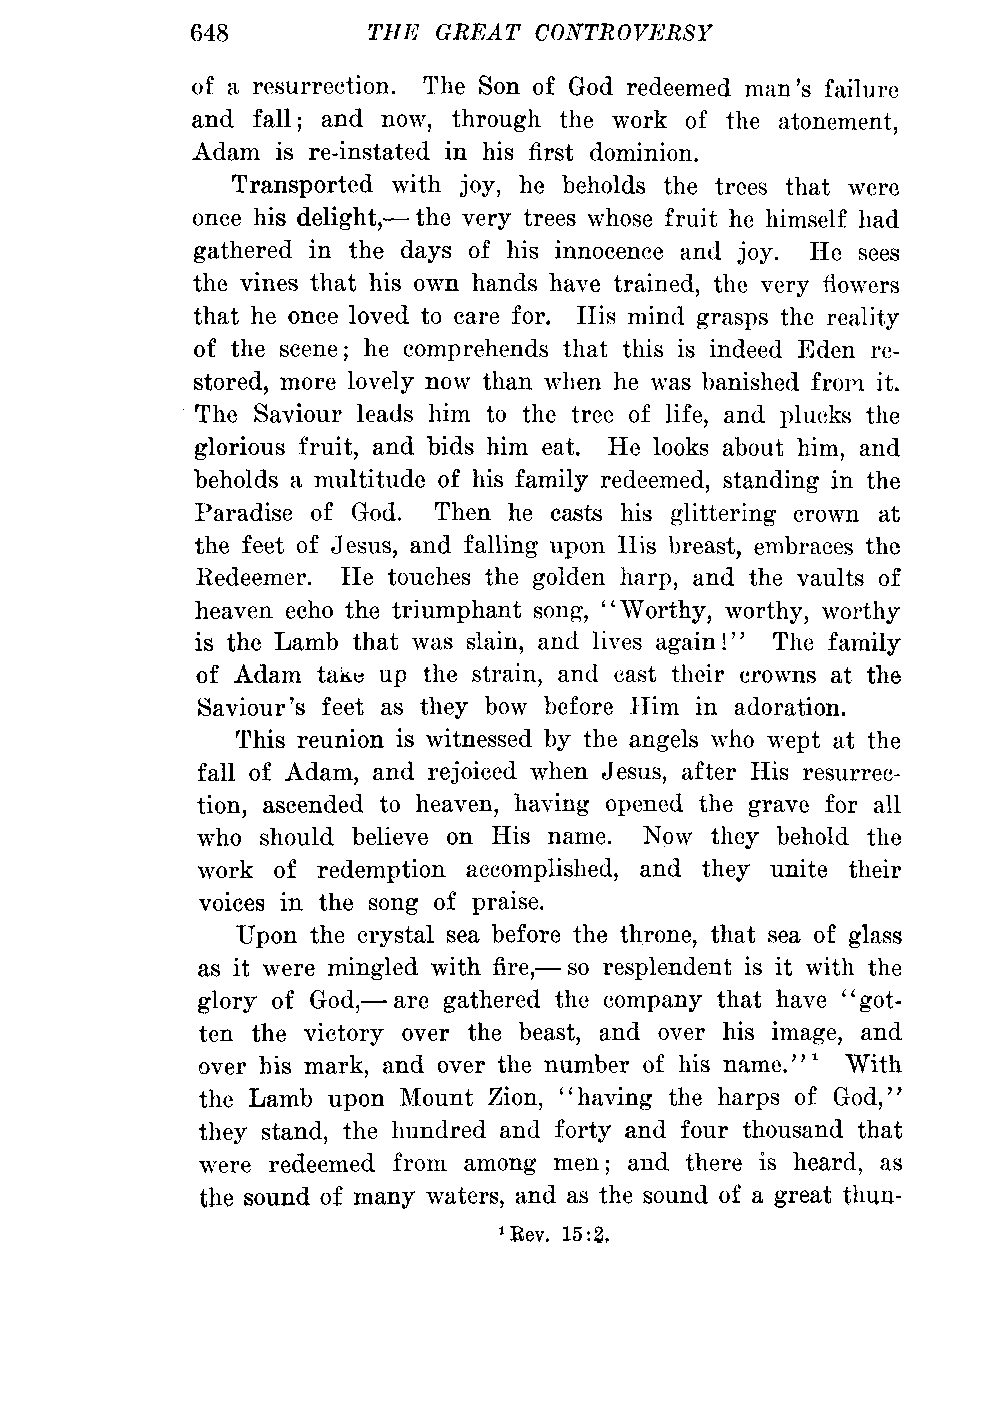 648 THE GREAT CONTROVERSY
of a resurrection. The Son of God redeemed man's failure
and fall; and now, through the work of the atonement,
Adam is re-instated in his first dominion.
Transported with joy, he beholds the trees that were
once his delight,— the very trees whose fruit he himself had
gathered in the days of his innocence and joy. He sees
the vines that his own hands have trained, the very flowers
that he once loved to care for. His mind grasps the reality
of the scene; he comprehends that this is indeed Eden re-
stored, more lovely now than when he was banished from it.
The Saviour leads him to the tree of life, and plucks the
glorious fruit, and bids him eat. He looks about him, and
beholds a multitude of his family redeemed, standing in the
Paradise of God. Then he casts his glittering crown at
the feet of Jesus, and falling upon His breast, embraces the
Redeemer. He touches the golden harp, and the vaults of
heaven echo the triumphant song, "Worthy, worthy, worthy
is the Lamb that was slain, and lives again!" The family
of Adam take up the strain, and cast their crowns at the
Saviour's feet as they bow before Him in adoration.
This reunion is witnessed by the angels who wept at the
fall of Adam, and rejoiced when Jesus, after His resurrec-
tion, ascended to heaven, having opened the grave for all
who should believe on His name. Now they behold the
work of redemption accomplished, and they unite their
voices in the song of praise.
Upon the crystal sea before the throne, that sea of glass
as it were mingled with fire,— so resplendent is it with the
glory of God,— are gathered the company that have "got-
ten the victory over the beast, and over his image, and
over his mark, and over the number of his name."¹ With
the Lamb upon Mount Zion, "having the harps of God,"
they stand, the hundred and forty and four thousand that
were redeemed from among men; and there is heard, as
the sound of many waters, and as the sound of a great thun-
¹ Rev. 15:2.